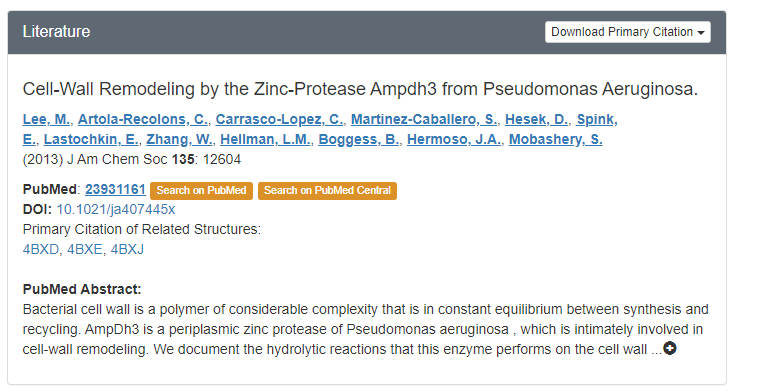 Literature
Download Primary Citation
Cell-Wall Remodeling by the Zinc-Protease Ampdh3 from Pseudomonas Aeruginosa.
Lee, M., Artola-Recolons, C., Carrasco-Lopez, C., Martinez-Caballero, S., Hesek, D., Spink,
E., Lastochkin, E., Zhang, W., Hellman, L.M., Boggess, B., Hermoso, J.A., Mobashery, S.
(2013) J Am Chem Soc 135: 12604
PubMed: 23931161 Search on PubMed Search on PubMed Central
DOI: 10.1021/ja407445x
Primary Citation of Related Structures:
4BXD, 4BXE, 4BXJ
PubMed Abstract:
Bacterial cell wall is a polymer of considerable complexity that is in constant equilibrium between synthesis and
recycling. AmpDh3 is a periplasmic zinc protease of Pseudomonas aeruginosa , which is intimately involved in
cell-wall remodeling. We document the hydrolytic reactions that this enzyme performs on the cell wall ...